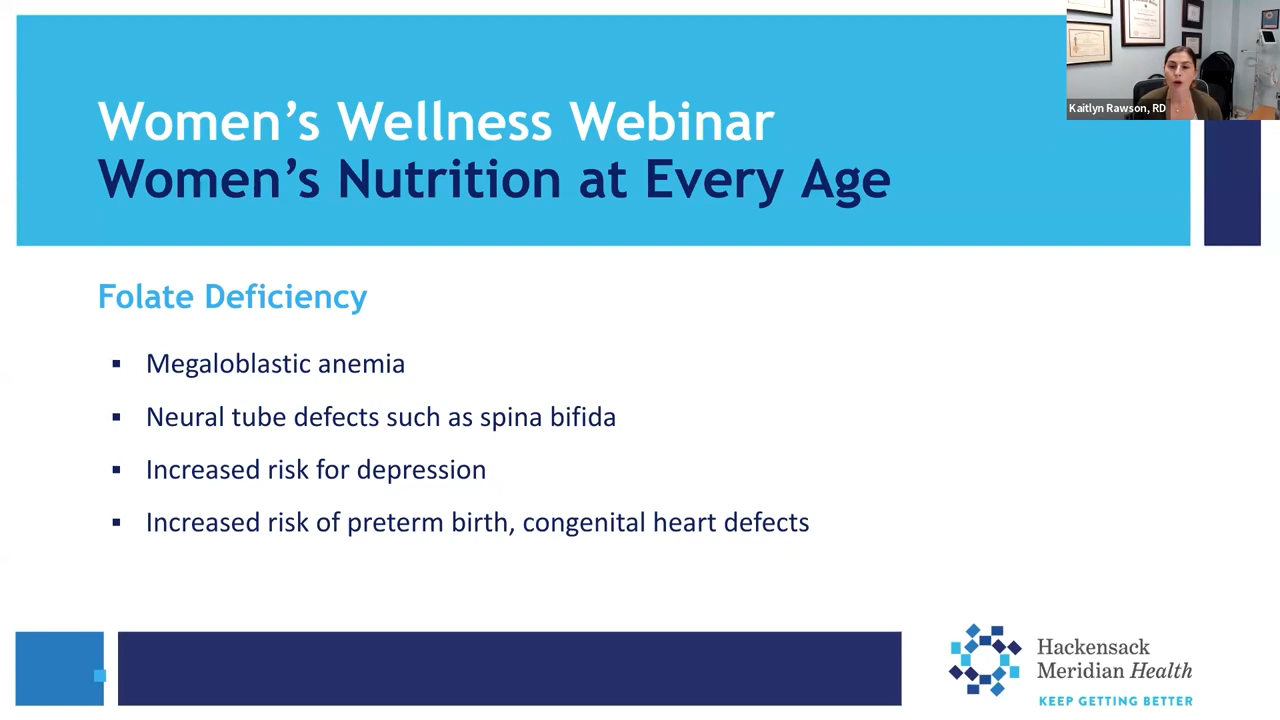 Women’s Wellness Webinar
Women’s Nutrition at Every Age
Kaitlyn Rawson, RD
Folate Deficiency
▪ Megaloblastic anemia
▪ Neural tube defects such as spina bifida
▪ Increased risk for depression
▪ Increased risk of preterm birth, congenital heart defects
Hackensack
Meridian Health
KEEP GETTING BETTER